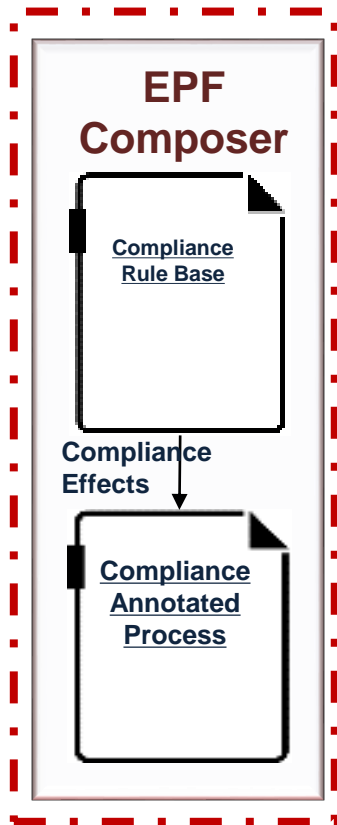 EPF
Composer
Compliance
Rule Base
Compliance
Effects
Compliance
Annotated
Process